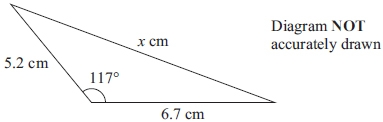 x cm
Diagram NOT
accurately drawn
5.2 cm
117°
6.7 cm